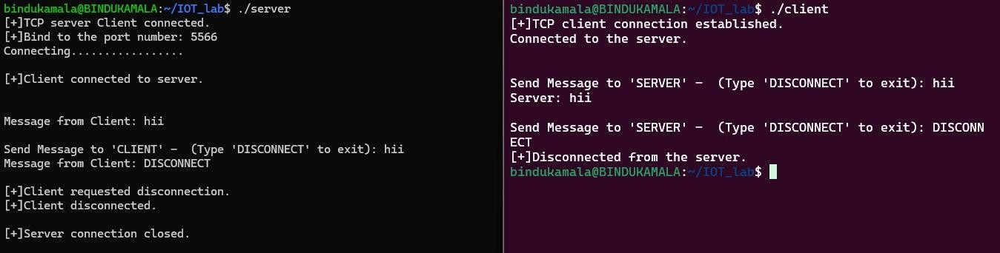 bindukamala@BINDUKAMALA:~/IOT_lab$ ./server
[+]TCP server Client connected.
[+]Bind to the port number: 5566
Connecting.................
[+]Client connected to server.
Message from Client: hii
Send Message to 'CLIENT' -  (Type 'DISCONNECT' to exit): hii
Message from Client: DISCONNECT
[+]Client requested disconnection.
[+]Client disconnected.
[+]Server connection closed.
bindukamala@BINDUKAMALA:~/IOT_lab$ ./client
[+]TCP client connection established.
Connected to the server.
Send Message to 'SERVER' -  (Type 'DISCONNECT' to exit): hii
Server: hii
Send Message to 'SERVER' -  (Type 'DISCONNECT' to exit): DISCONN
ECT
[+]Disconnected from the server.
bindukamala@BINDUKAMALA:~/IOT_lab$